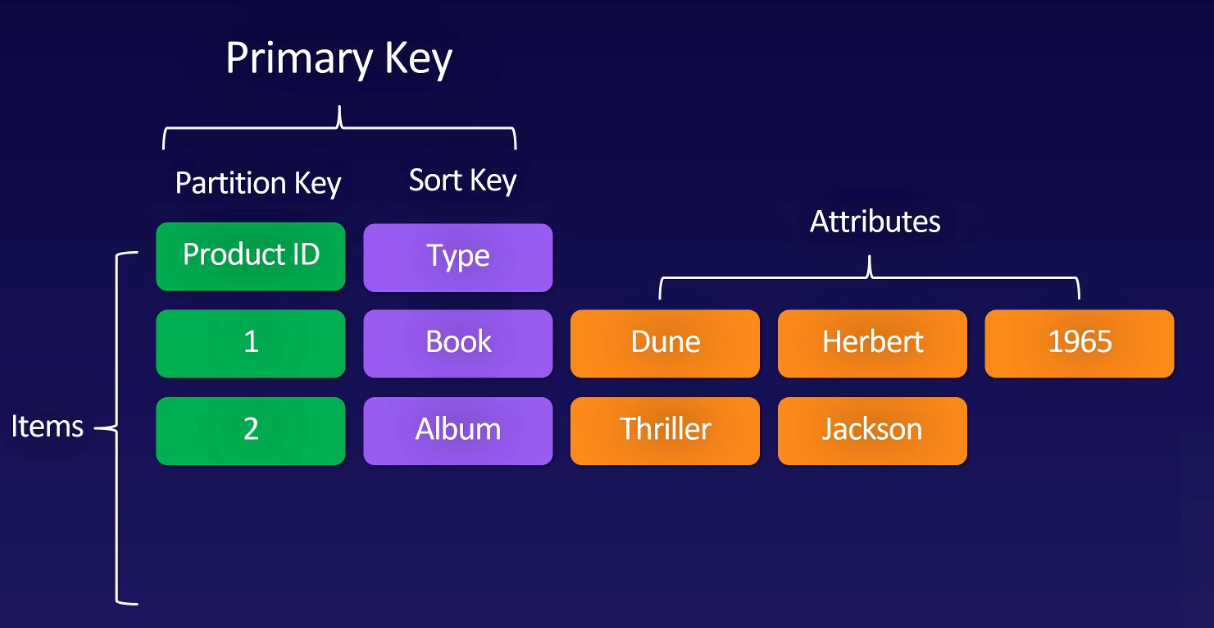 Primary Key
Partition Key Sort Key
Attributes
Product ID Type
1 Book Dune Herbert 1965
Items
2 Album Thriller Jackson